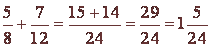 5/8 + 7/12 = 15 + 14/24 = 29/24 = 1 5/24